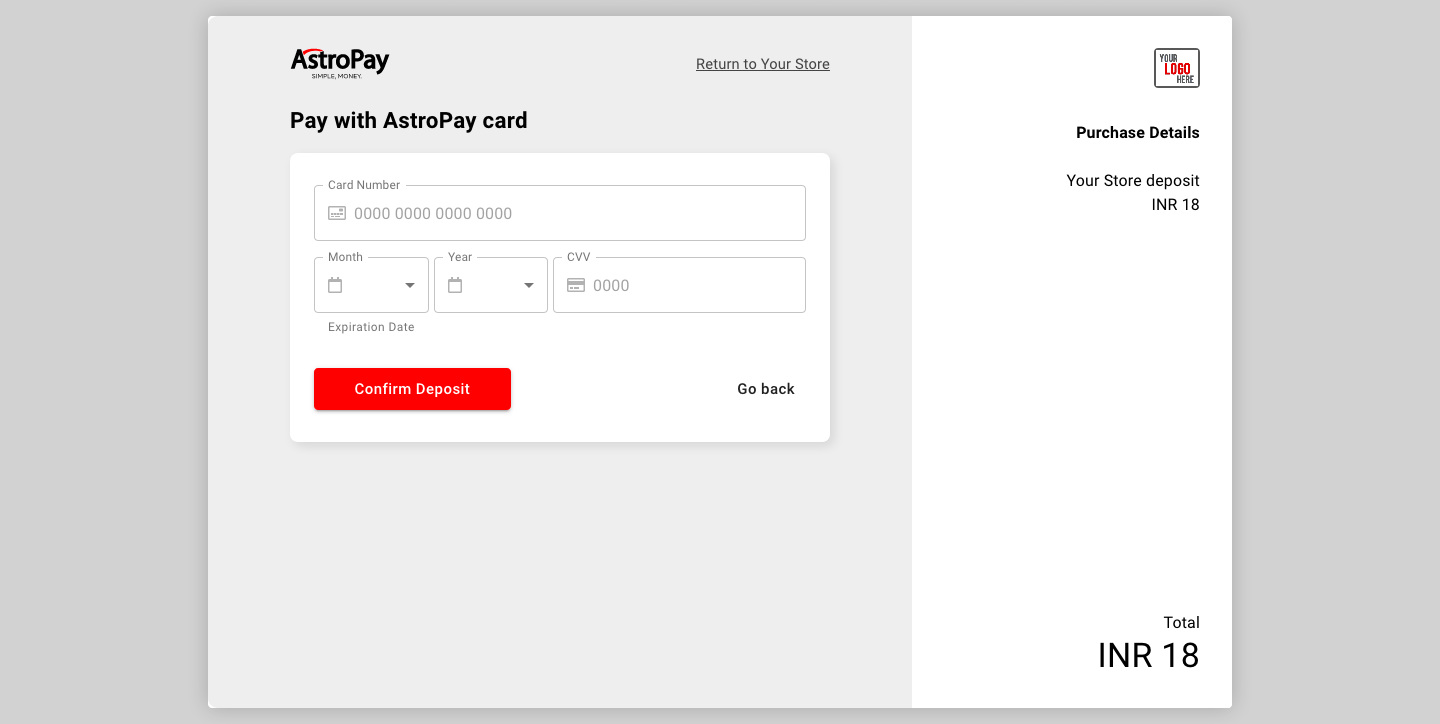 AstroPay
SIMPLE, MONEY.
Return to Your Store
Pay with AstroPay card
Card Number
0000 0000 0000 0000
Month
Year
CVV
0000
Expiration Date
Confirm Deposit
Go back
YOUR
LOGO
HERE
Purchase Details
Your Store deposit
INR 18
Total
INR 18